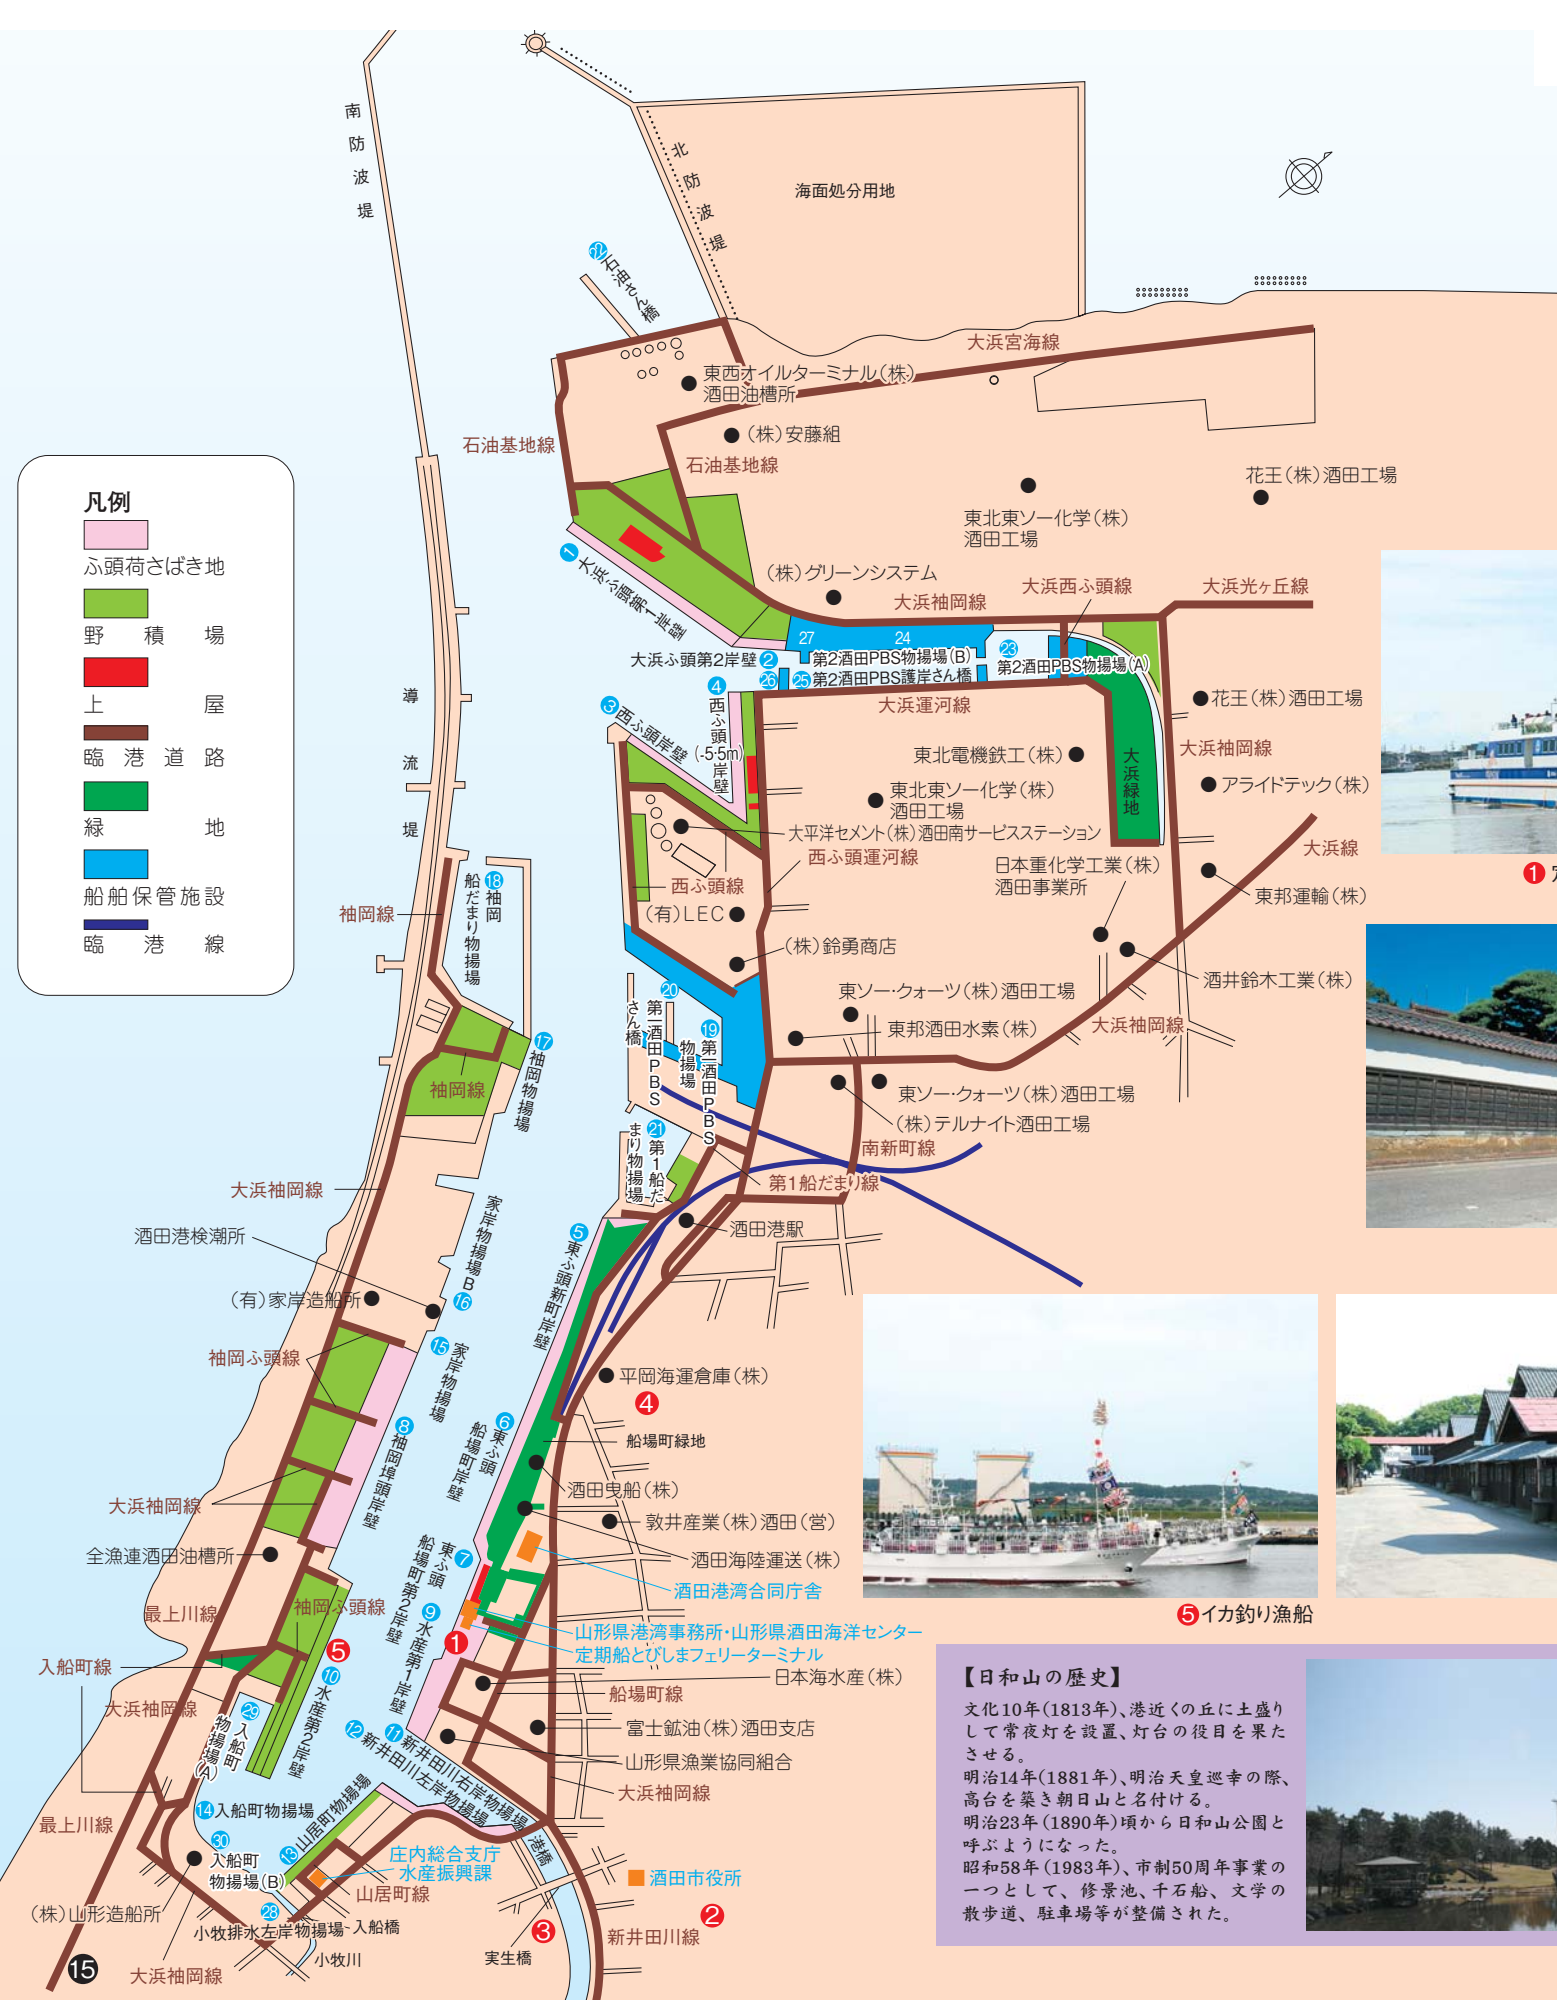 南防波堤
北防波堤
海面処分用地
32 石油さん橋
大浜宮海線
東西オイルターミナル(株)
酒田油槽所
(株)安藤組
石油基地線
石油基地線
花王(株)酒田工場
東北東ソー化学(株)
酒田工場
凡例
ふ頭荷さばき地
野積場
上屋
臨港道路
緑地
船舶保管施設
臨港線
1 大浜ふ頭第1岸壁
(株)グリーンシステム
大浜西ふ頭線
大浜光ヶ丘線
大浜袖岡線
27
24
23
大浜ふ頭第2岸壁 2
第2酒田PBS物揚場(B)
第2酒田PBS物揚場(A)
26
25 第2酒田PBS護岸さん橋
4 西ふ頭岸壁
(-5.5m)
3 西ふ頭岸壁
大浜運河線
花王(株)酒田工場
導流堤
東北電機鉄工(株)
大浜緑地
大浜袖岡線
アライドテック(株)
東北東ソー化学(株)
酒田工場
大平洋セメント(株)酒田南サービスステーション
西ふ頭運河線
日本重化学工業(株)
酒田事業所
大浜線
1
東邦運輸(株)
西ふ頭線
(有)LEC
18 袖岡
船だまり物揚場
袖岡線
(株)鈴勇商店
酒井鈴木工業(株)
東ソー・クォーツ(株)酒田工場
20 第一酒田PBS
さん橋
19 第一酒田PBS
物揚場
東邦酒田水素(株)
大浜袖岡線
17 袖岡物揚場
袖岡線
東ソー・クォーツ(株)酒田工場
(株)テルナイト酒田工場
21 第1船だ
まり物揚場
南新町線
第1船だまり線
大浜袖岡線
家岸物揚場B 16
酒田港検潮所
酒田港駅
5 東ふ頭新町岸壁
(有)家岸造船所
15 家岸物揚場
袖岡ふ頭線
平岡海運倉庫(株)
4
8 袖岡埠頭岸壁
6 東ふ頭
船場町岸壁
船場町緑地
酒田曳船(株)
大浜袖岡線
敦井産業(株)酒田(営)
全漁連酒田油槽所
7 東ふ頭
船場町第2岸壁
酒田海陸運送(株)
酒田港湾合同庁舎
最上川線
袖岡ふ頭線
9 水産第1岸壁
山形県港湾事務所・山形県酒田海洋センター
5イカ釣り漁船
1
定期船とびしまフェリーターミナル
5
入船町線
10 水産第2岸壁
日本海水産(株)
船場町線
大浜袖岡線
29 入船町
物揚場(A)
富士鉱油(株)酒田支店
12 新井田川左岸物揚場
11 新井田川右岸物揚場
山形県漁業協同組合
大浜袖岡線
14 入船町物揚場
13 山居町物揚場
最上川線
30
入船町
物揚場(B)
庄内総合支庁
水産振興課
港橋
酒田市役所
山居町線
(株)山形造船所
28
小牧排水左岸物揚場
入船橋
2
3
新井田川線
小牧川
実生橋
15
大浜袖岡線
【日和山の歴史】
文化10年(1813年)、港近くの丘に土盛り
して常夜灯を設置、灯台の役目を果た
させる。
明治14年(1881年)、明治天皇巡幸の際、
高台を築き朝日山と名付ける。
明治23年(1890年)頃から日和山公園と
呼ぶようになった。
昭和58年(1983年)、市制50周年事業の
一つとして、修景池、千石船、文学の
散歩道、駐車場等が整備された。